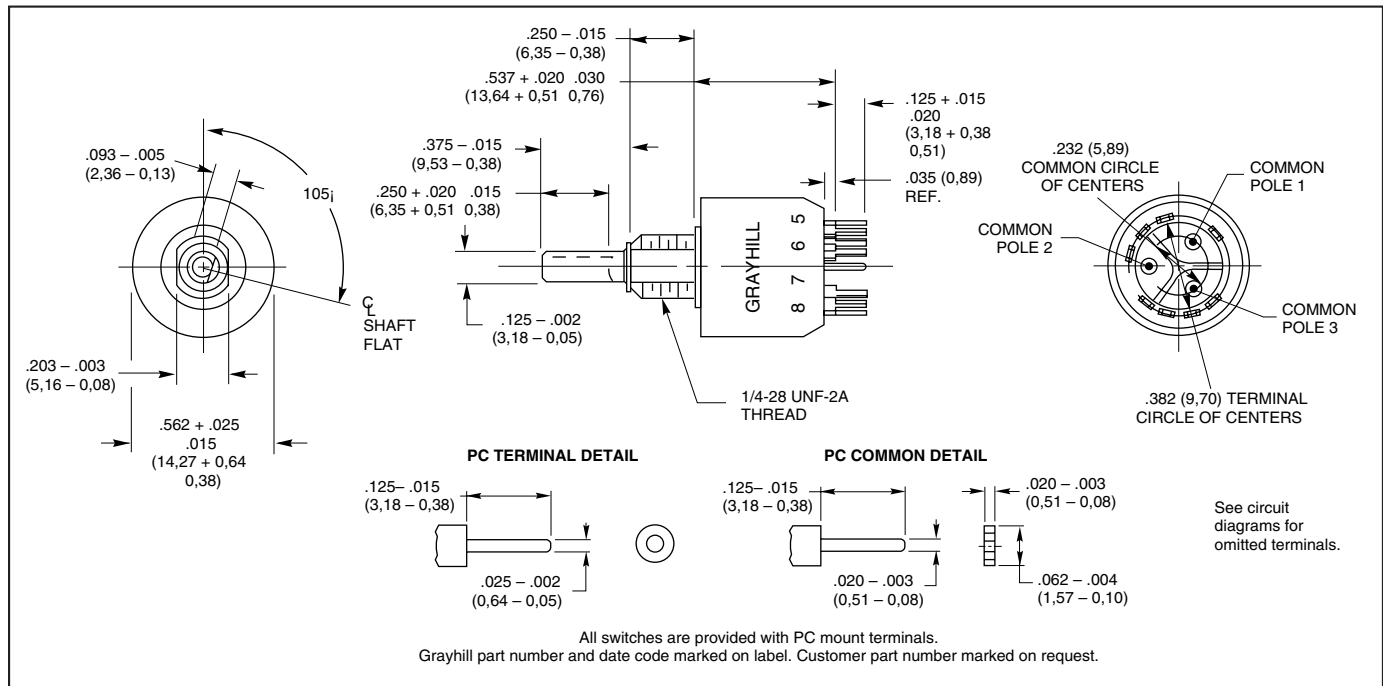 .250 – .015
(6,35 – 0,38)
.537 + .020 .030
(13,64 + 0,51 0,76)
.375 – .015
(9,53 – 0,38)
.250 + .020 .015
(6,35 + 0,51 0,38)
.125 – .002
(3,18 – 0,05)
.125 + .015
.020
(3,18 + 0,38
0,51)
.035 (0,89)
REF.
.093 – .005
(2,36 – 0,13)
105¡
CL
SHAFT
FLAT
.203 – .003
(5,16 – 0,08)
.562 + .025
.015
(14,27 + 0,64
0,38)
GRAYHILL
5
6
7
8
1/4-28 UNF-2A
THREAD
.232 (5,89)
COMMON CIRCLE
OF CENTERS
COMMON
POLE 1
COMMON
POLE 2
COMMON
POLE 3
.382 (9,70) TERMINAL
CIRCLE OF CENTERS
PC TERMINAL DETAIL
.125– .015
(3,18 – 0,38)
.025 – .002
(0,64 – 0,05)
PC COMMON DETAIL
.125– .015
(3,18 – 0,38)
.020 – .003
(0,51 – 0,08)
.020 – .003
(0,51 – 0,08)
.062 – .004
(1,57 – 0,10)
See circuit
diagrams for
omitted terminals.
All switches are provided with PC mount terminals.
Grayhill part number and date code marked on label. Customer part number marked on request.